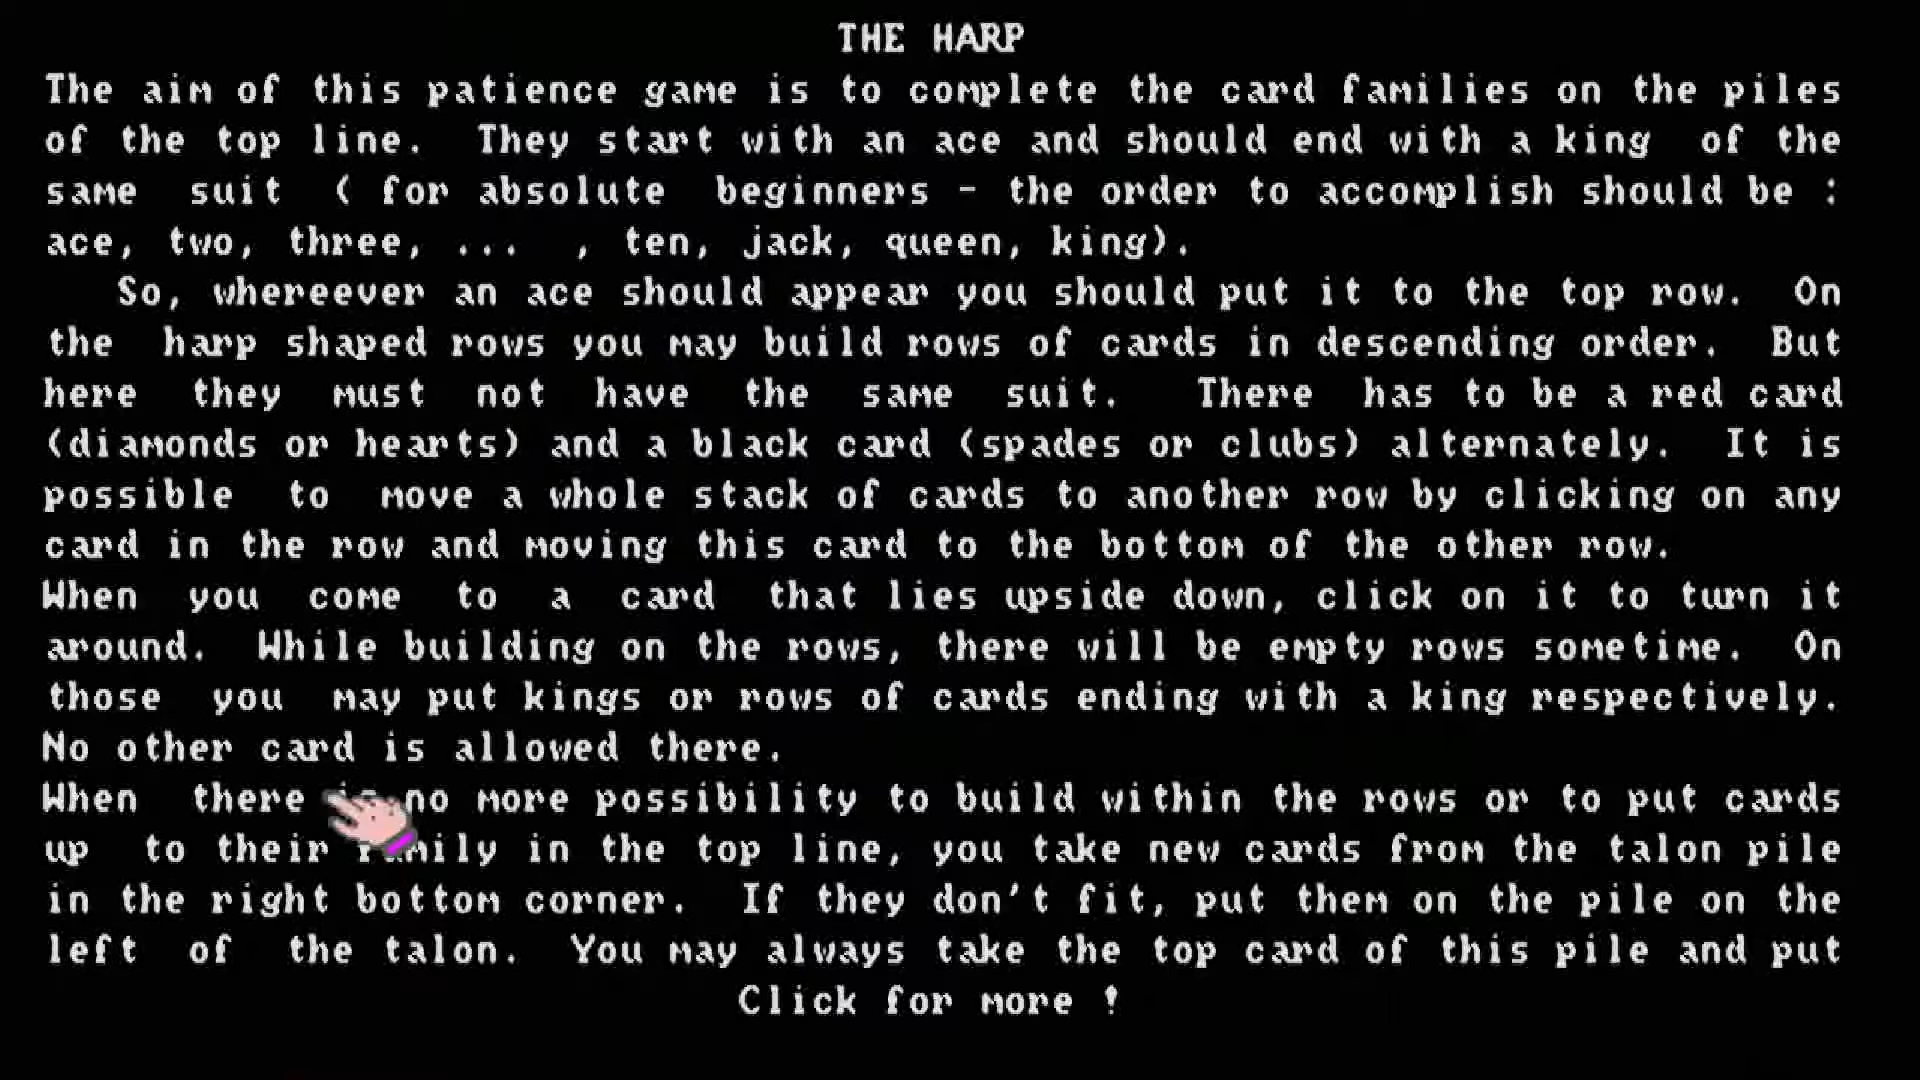 THE HARP
The aim of this patience game is to complete the card families on the piles
of the top line. They start with an ace and should end with a king of the
same suit ( for absolute beginners - the order to accomplish should be :
ace, two, three, ... , ten, jack, queen, king).
So, whereever an ace should appear you should put it to the top row. On
the harp shaped rows you may build rows of cards in descending order. But
here they must not have the same suit. There has to be a red card
(diamonds or hearts) and a black card (spades or clubs) alternately. It is
possible to move a whole stack of cards to another row by clicking on any
card in the row and moving this card to the bottom of the other row.
When you come to a card that lies upside down, click on it to turn it
around. While building on the rows, there will be empty rows sometime. On
those you may put kings or rows of cards ending with a king respectively.
No other card is allowed there.
When there is no more possibility to build within the rows or to put cards
up to their family in the top line, you take new cards from the talon pile
in the right bottom corner. If they don't fit, put them on the pile on the
left of the talon. You may always take the top card of this pile and put
Click for more !